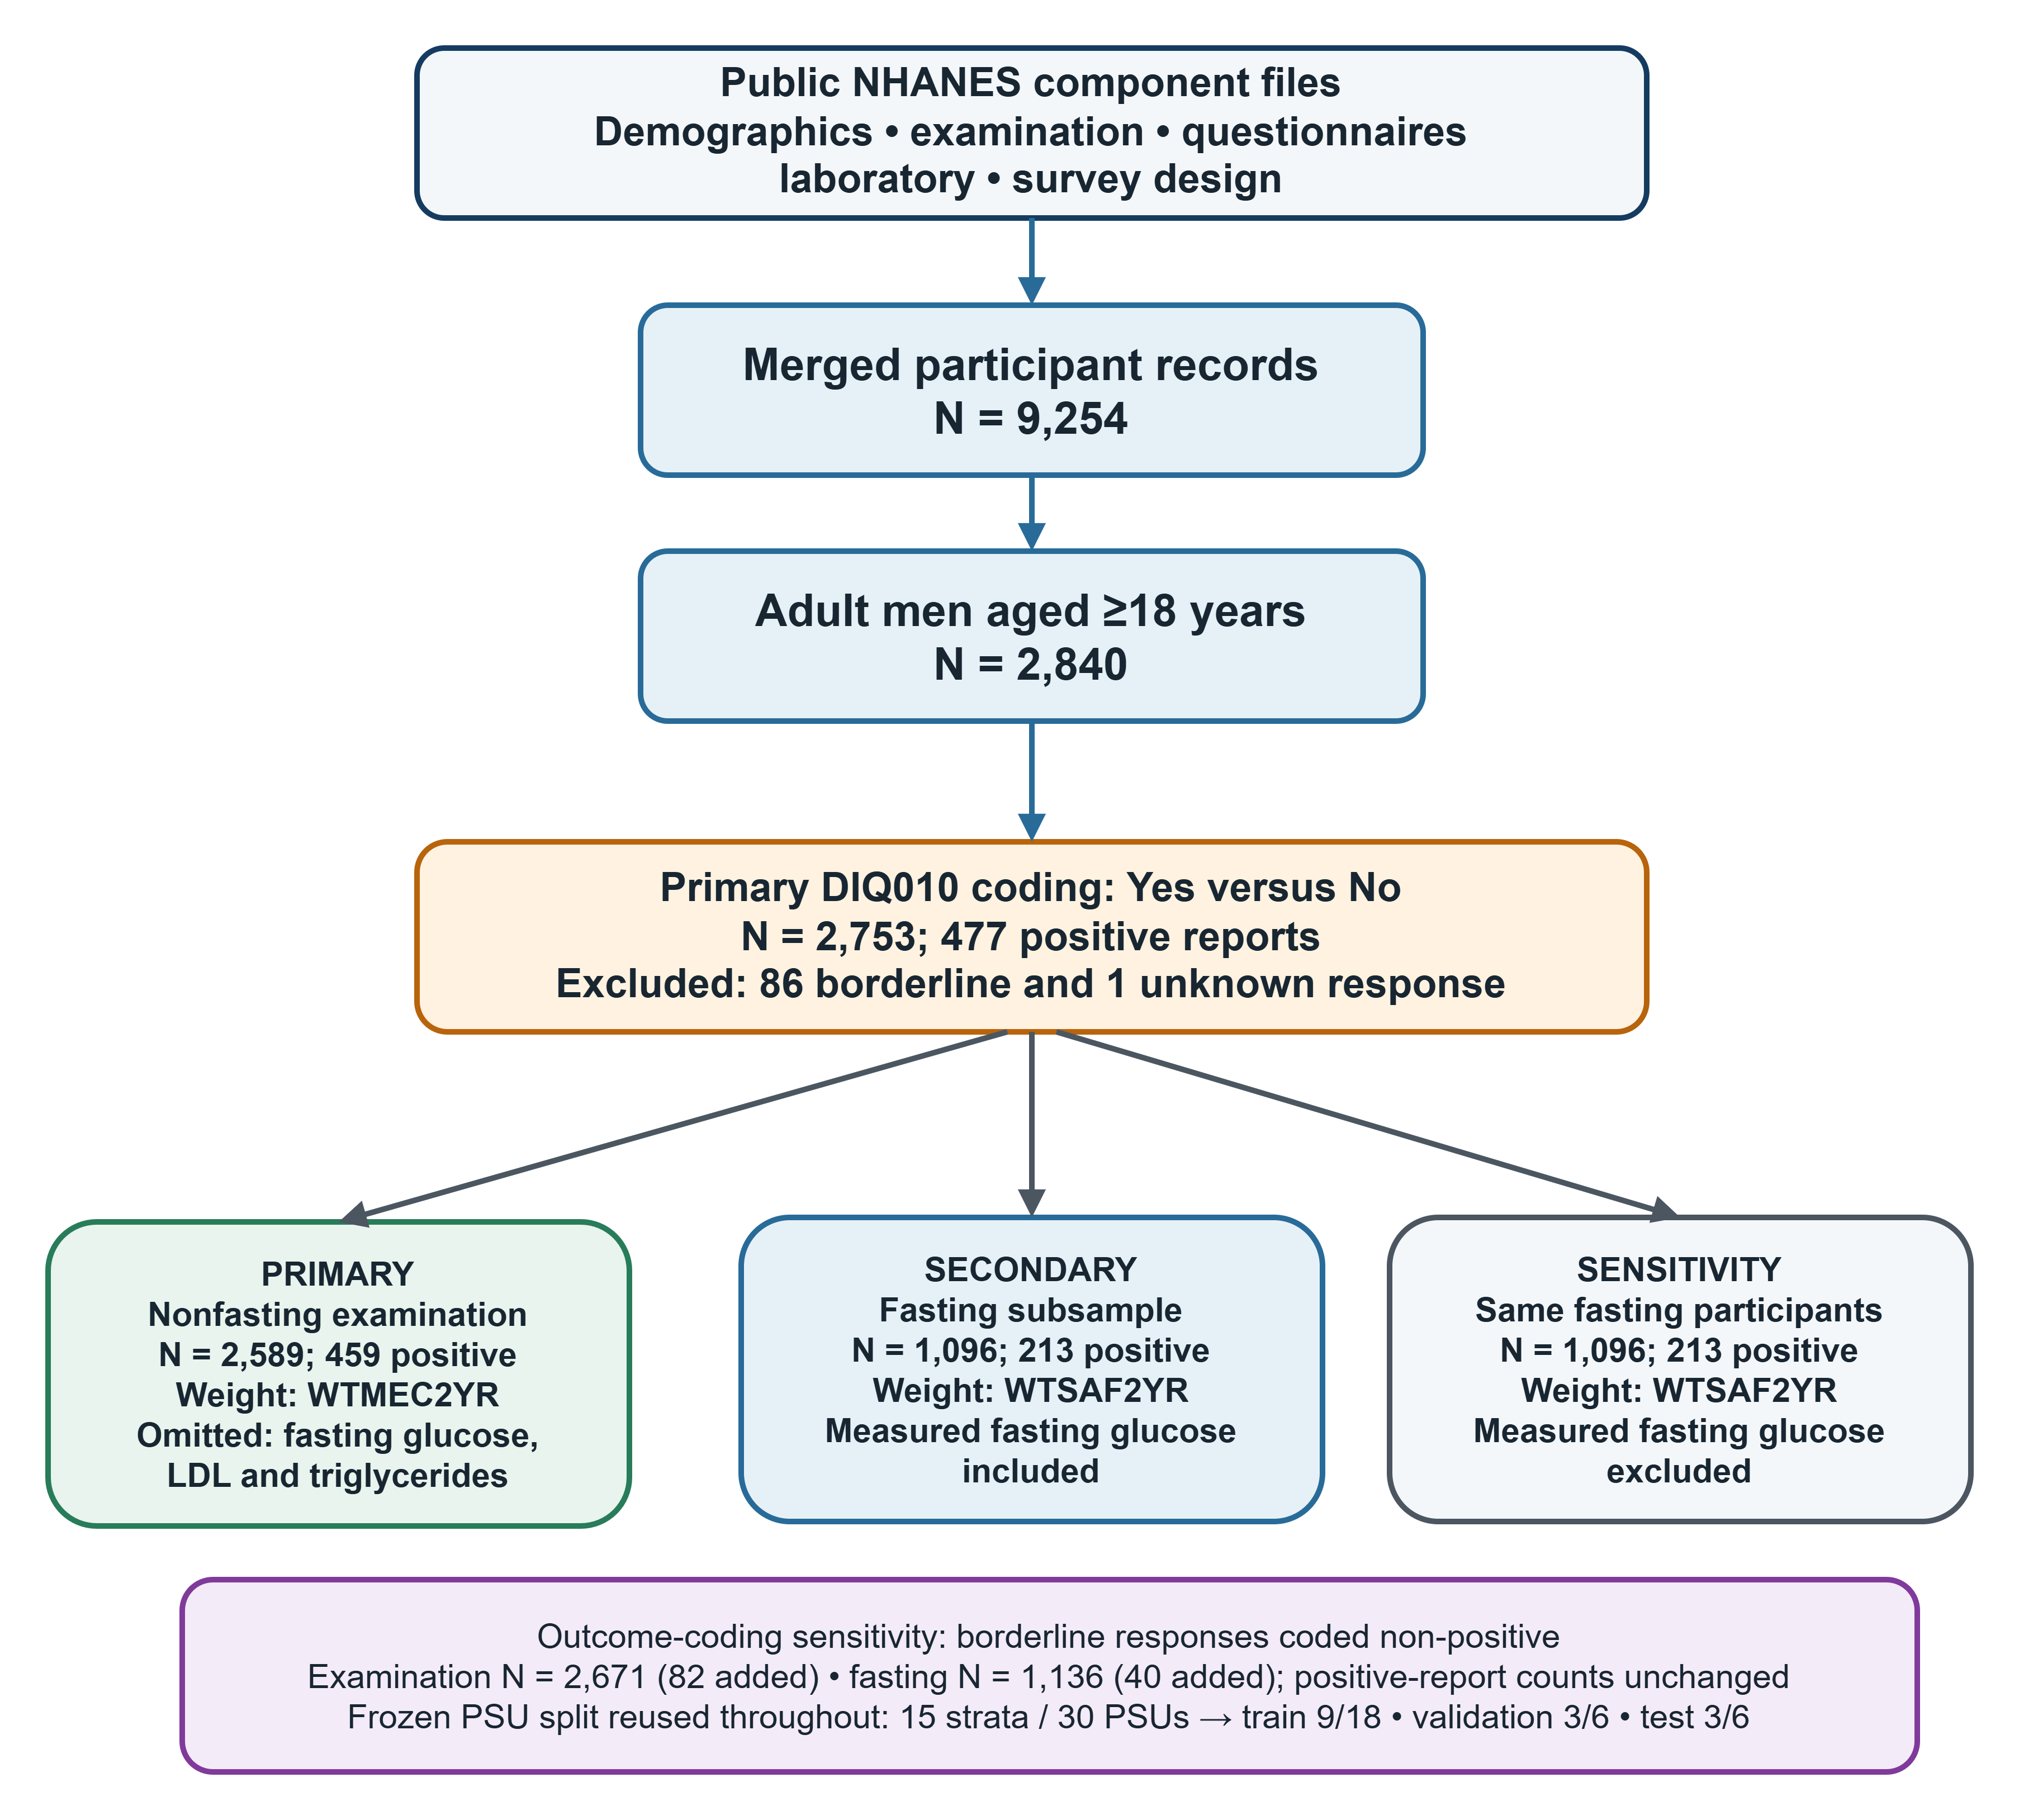 Public NHANES component files
Demographics • examination • questionnaires
laboratory • survey design
Merged participant records
N = 9,254
Adult men aged ≥18 years
N = 2,840
Primary DIQ010 coding: Yes versus No
N = 2,753; 477 positive reports
Excluded: 86 borderline and 1 unknown response
PRIMARY
Nonfasting examination
N = 2,589; 459 positive
Weight: WTMEC2YR
Omitted: fasting glucose,
LDL and triglycerides
SECONDARY
Fasting subsample
N = 1,096; 213 positive
Weight: WTSAF2YR
Measured fasting glucose
included
SENSITIVITY
Same fasting participants
N = 1,096; 213 positive
Weight: WTSAF2YR
Measured fasting glucose
excluded
Outcome-coding sensitivity: borderline responses coded non-positive
Examination N = 2,671 (82 added) • fasting N = 1,136 (40 added); positive-report counts unchanged
Frozen PSU split reused throughout: 15 strata / 30 PSUs → train 9/18 • validation 3/6 • test 3/6